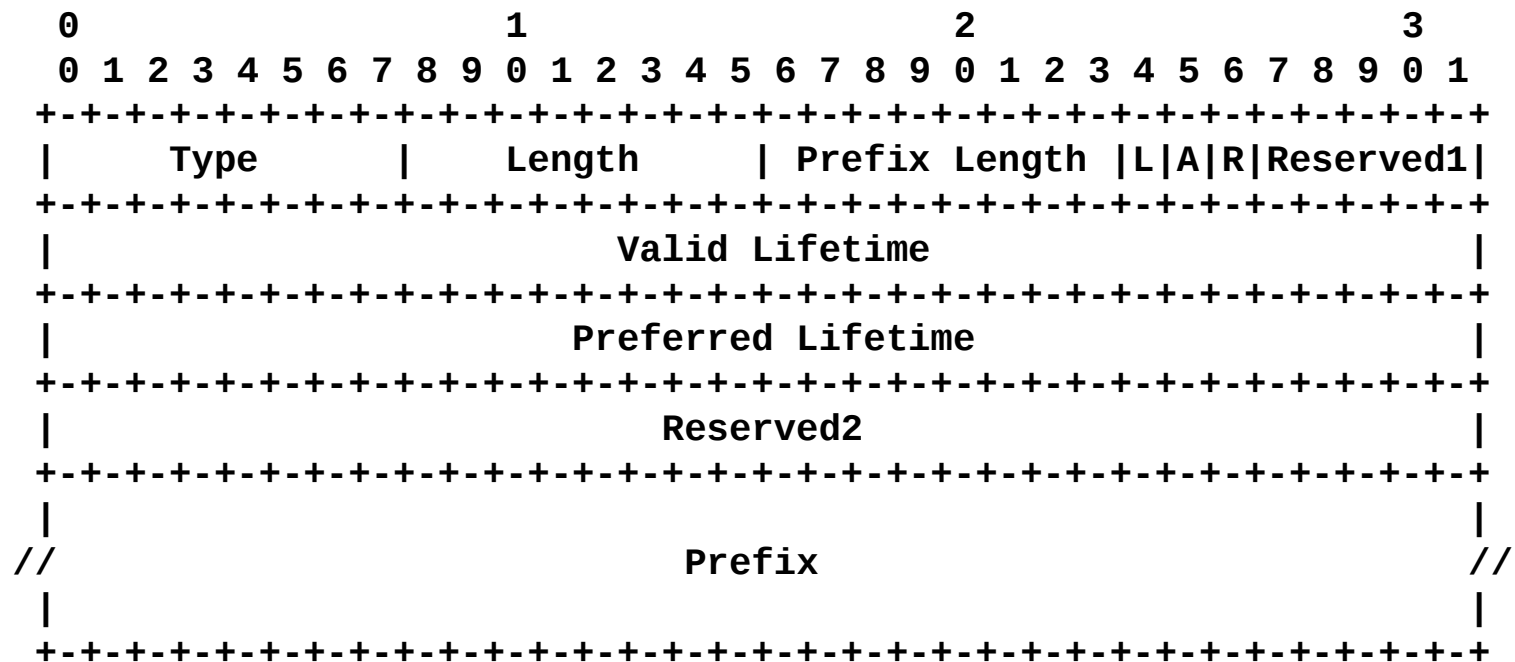 0                   1                   2                   3
 0 1 2 3 4 5 6 7 8 9 0 1 2 3 4 5 6 7 8 9 0 1 2 3 4 5 6 7 8 9 0 1
+-+-+-+-+-+-+-+-+-+-+-+-+-+-+-+-+-+-+-+-+-+-+-+-+-+-+-+-+-+-+-+-+
|     Type      |    Length     | Prefix Length |L|A|R|Reserved1|
+-+-+-+-+-+-+-+-+-+-+-+-+-+-+-+-+-+-+-+-+-+-+-+-+-+-+-+-+-+-+-+-+
|                         Valid Lifetime                        |
+-+-+-+-+-+-+-+-+-+-+-+-+-+-+-+-+-+-+-+-+-+-+-+-+-+-+-+-+-+-+-+-+
|                       Preferred Lifetime                      |
+-+-+-+-+-+-+-+-+-+-+-+-+-+-+-+-+-+-+-+-+-+-+-+-+-+-+-+-+-+-+-+-+
|                           Reserved2                           |
+-+-+-+-+-+-+-+-+-+-+-+-+-+-+-+-+-+-+-+-+-+-+-+-+-+-+-+-+-+-+-+-+
|                                                               |
//                            Prefix                             //
|                                                               |
+-+-+-+-+-+-+-+-+-+-+-+-+-+-+-+-+-+-+-+-+-+-+-+-+-+-+-+-+-+-+-+-+